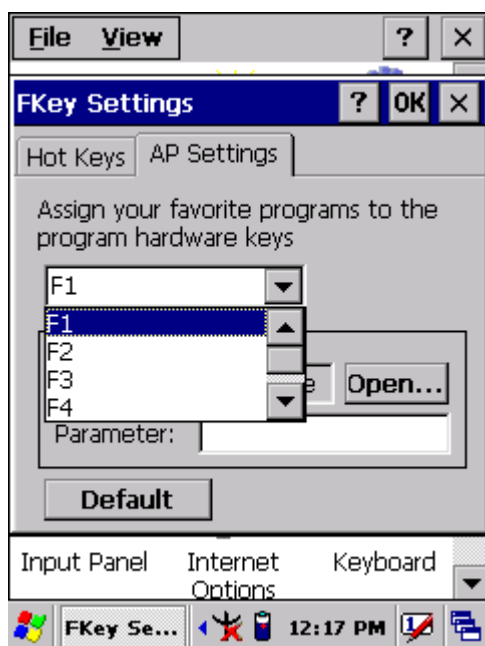 File View ? ×
FKey Settings ? OK ×
Hot Keys AP Settings
Assign your favorite programs to the
program hardware keys
F1
F1
F2
F3
F4
Open...
Parameter:
Default
Input Panel Internet Options Keyboard
FKey Se... 12:17 PM